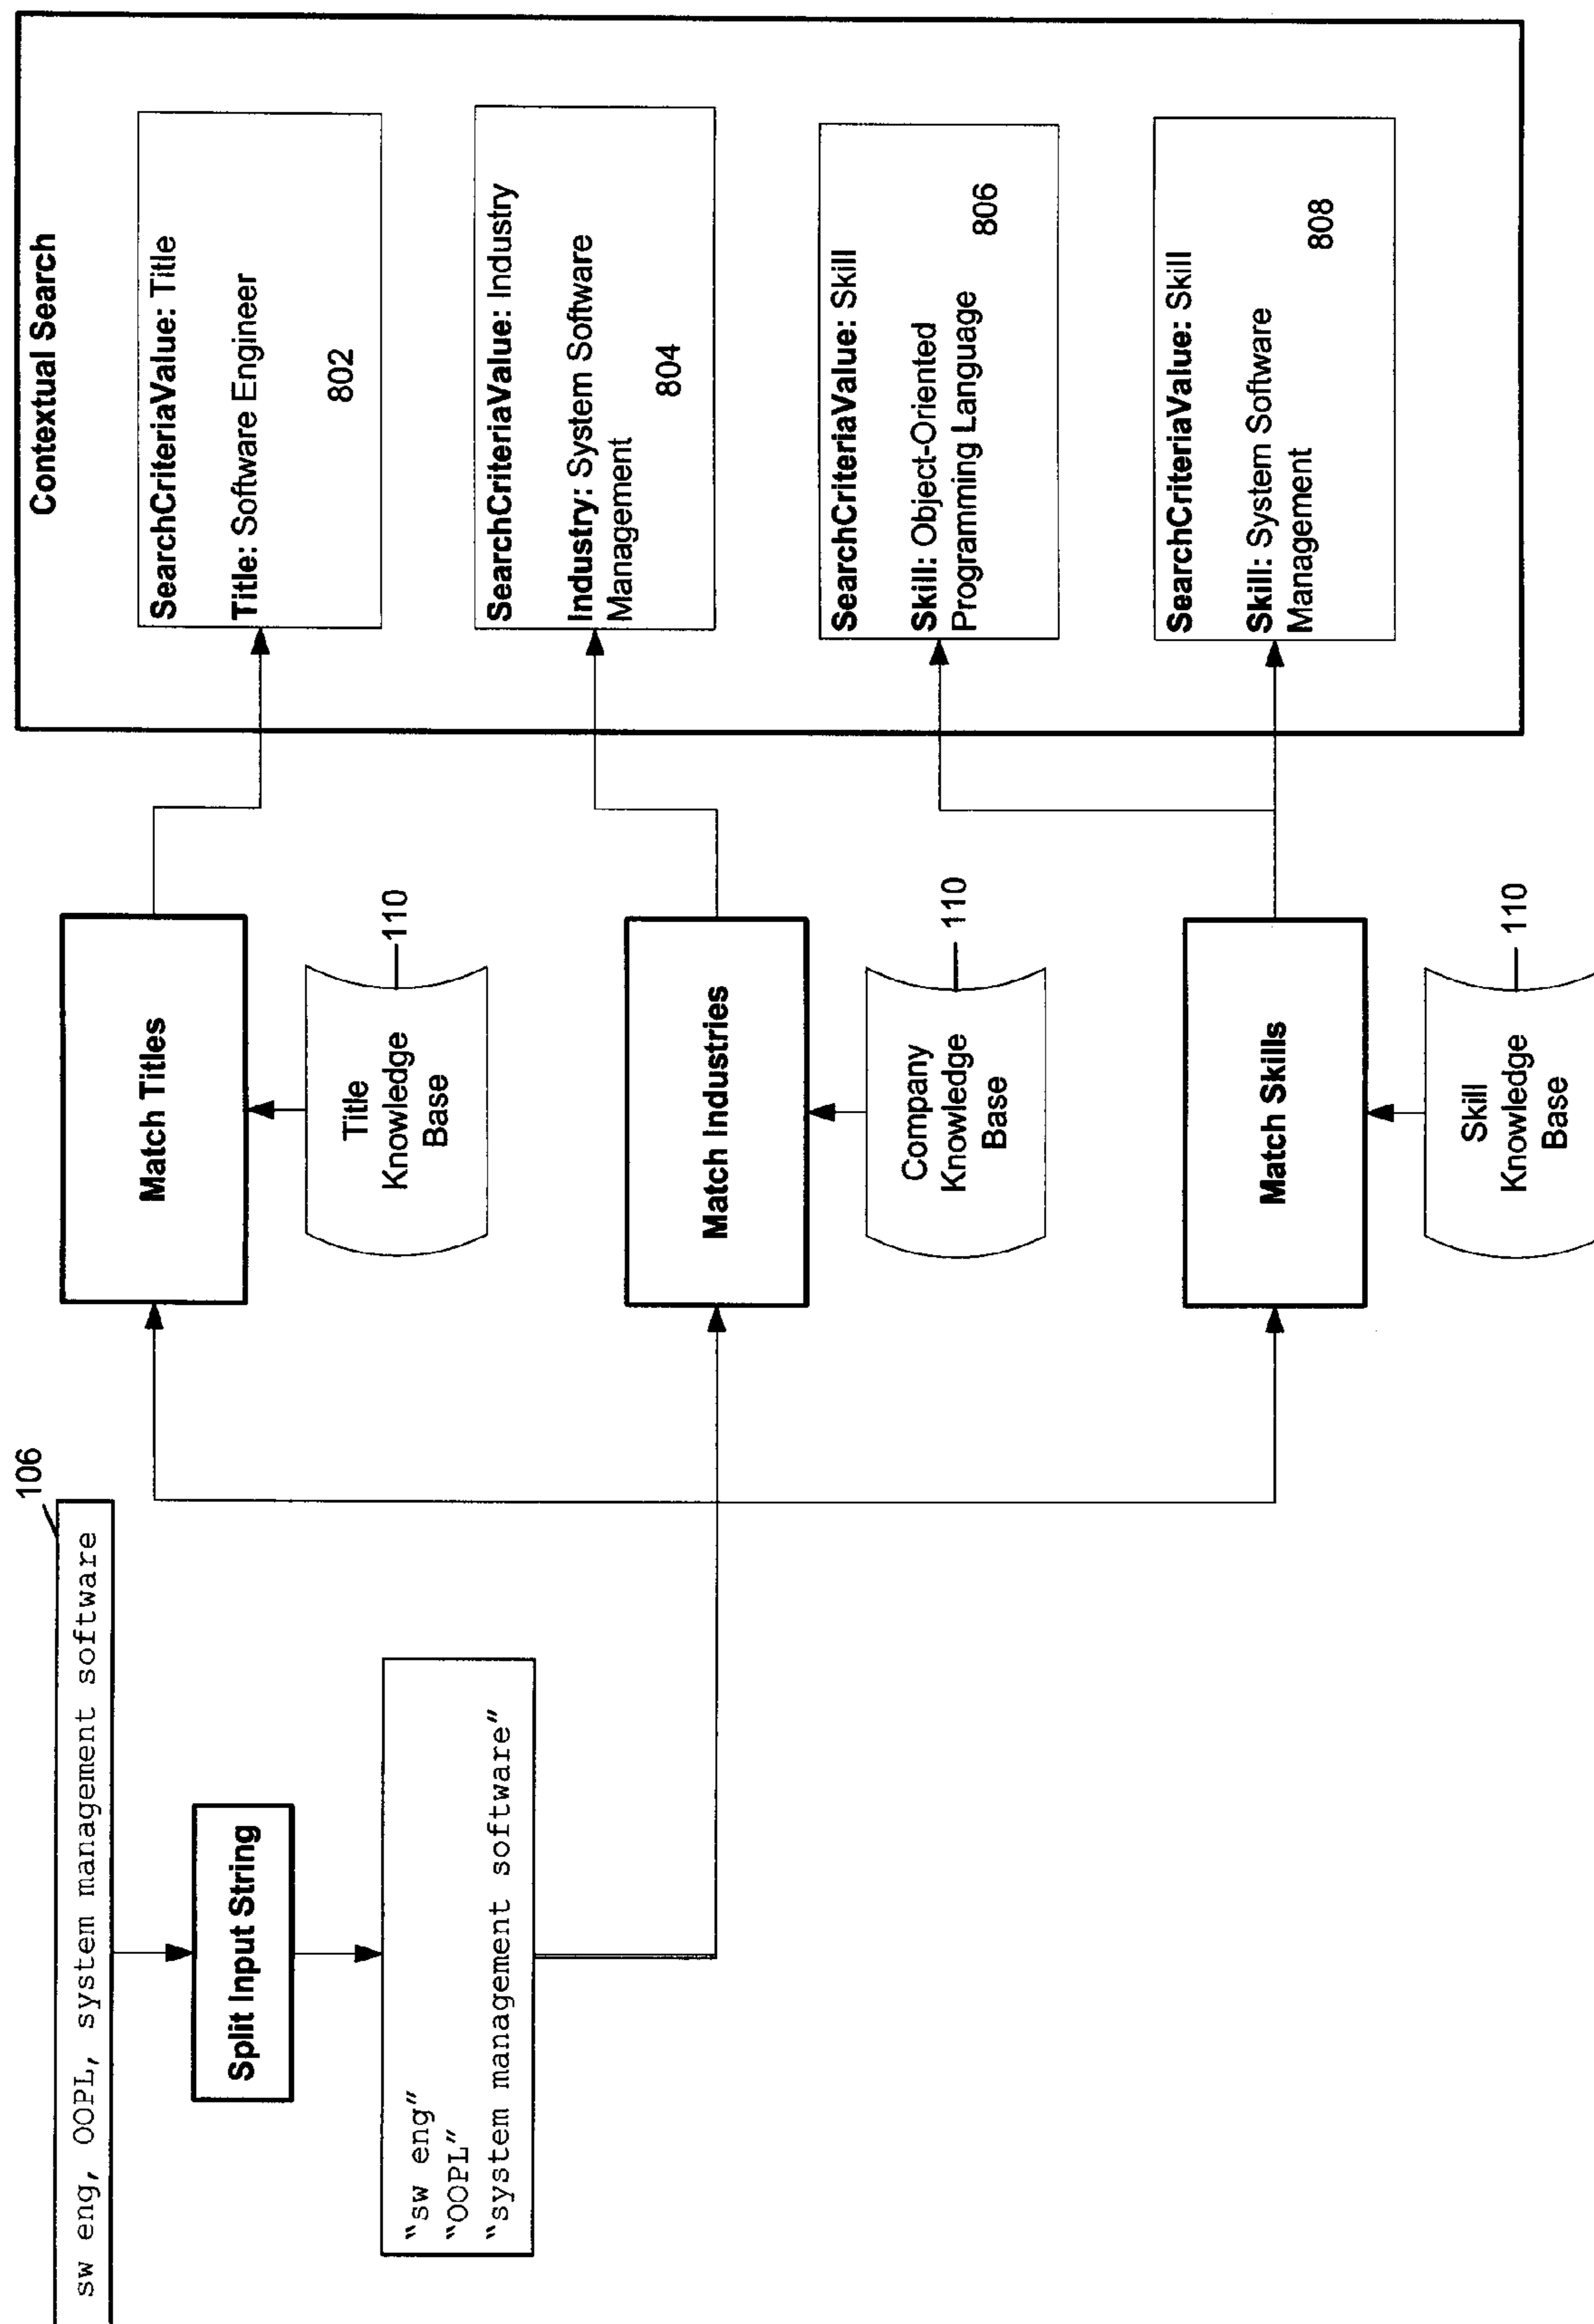 106
sw eng, OOPL, system management software
Split Input String
“sw eng”
“OOPL”
“system management software”
Match Titles
Title
Knowledge
Base
110
Match Industries
Company
Knowledge
Base
110
Match Skills
Skill
Knowledge
Base
110
Contextual Search
SearchCriteriaValue: Title
Title: Software Engineer
802
SearchCriteriaValue: Industry
Industry: System Software
Management
804
SearchCriteriaValue: Skill
Skill: Object-Oriented
Programming Language
806
SearchCriteriaValue: Skill
Skill: System Software
Management
808